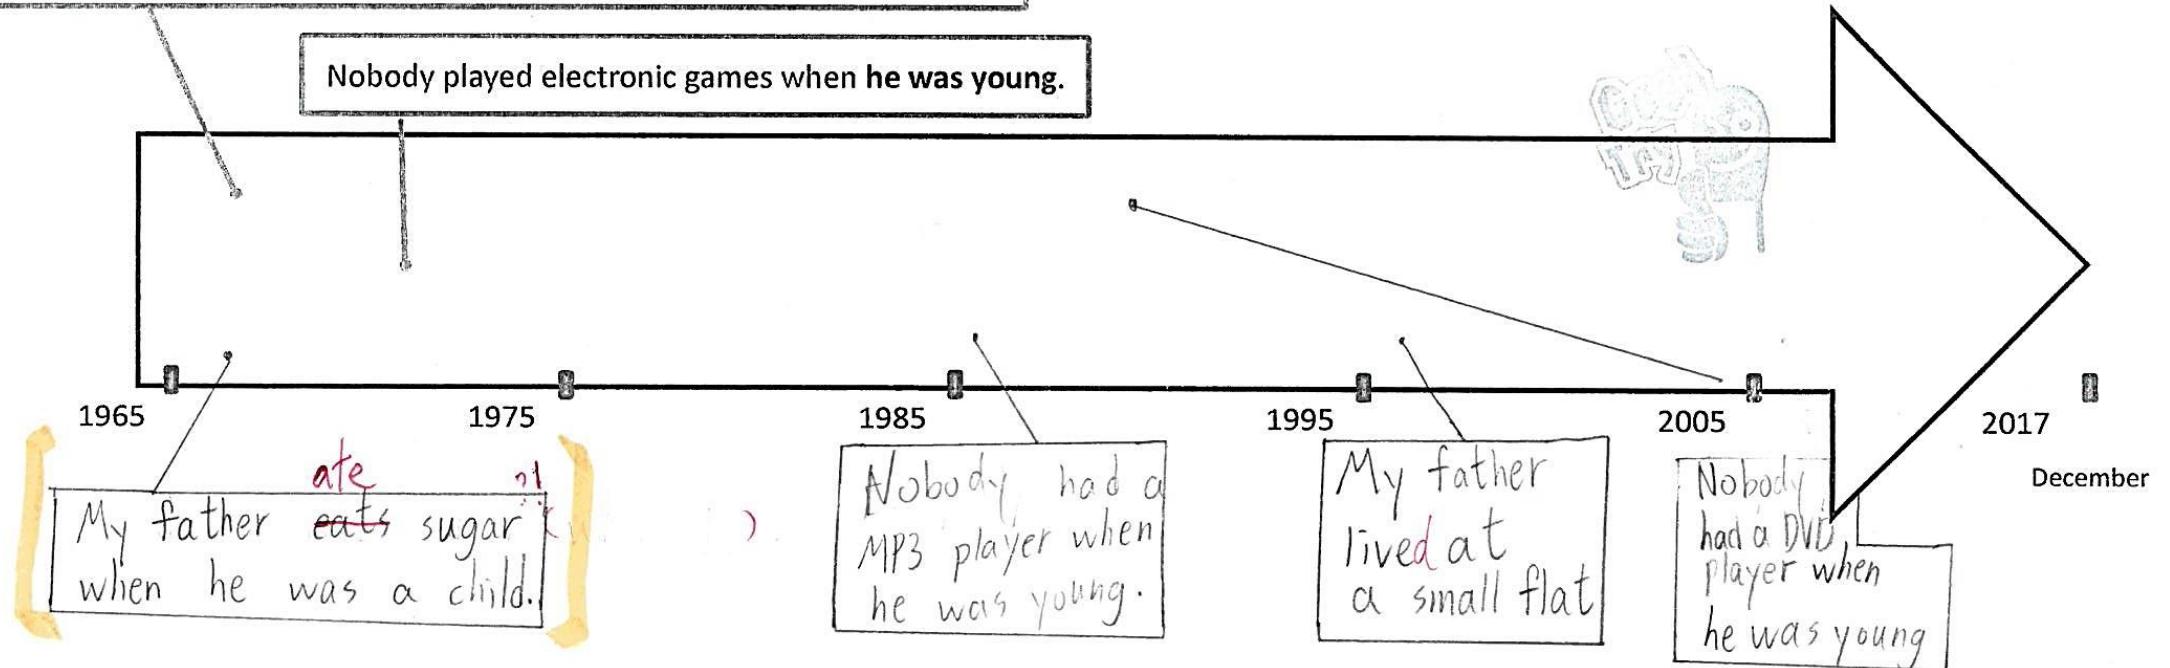 Nobody played electronic games when he was young.
Good
Try
1965
1975
1985
1995
2005
2017
December
ate
?!
My father eats sugar
when he was a child.
( )
Nobody had a
MP3 player when
he was young.
My father
lived at
a small flat
Nobody
had a DVD
player when
he was young